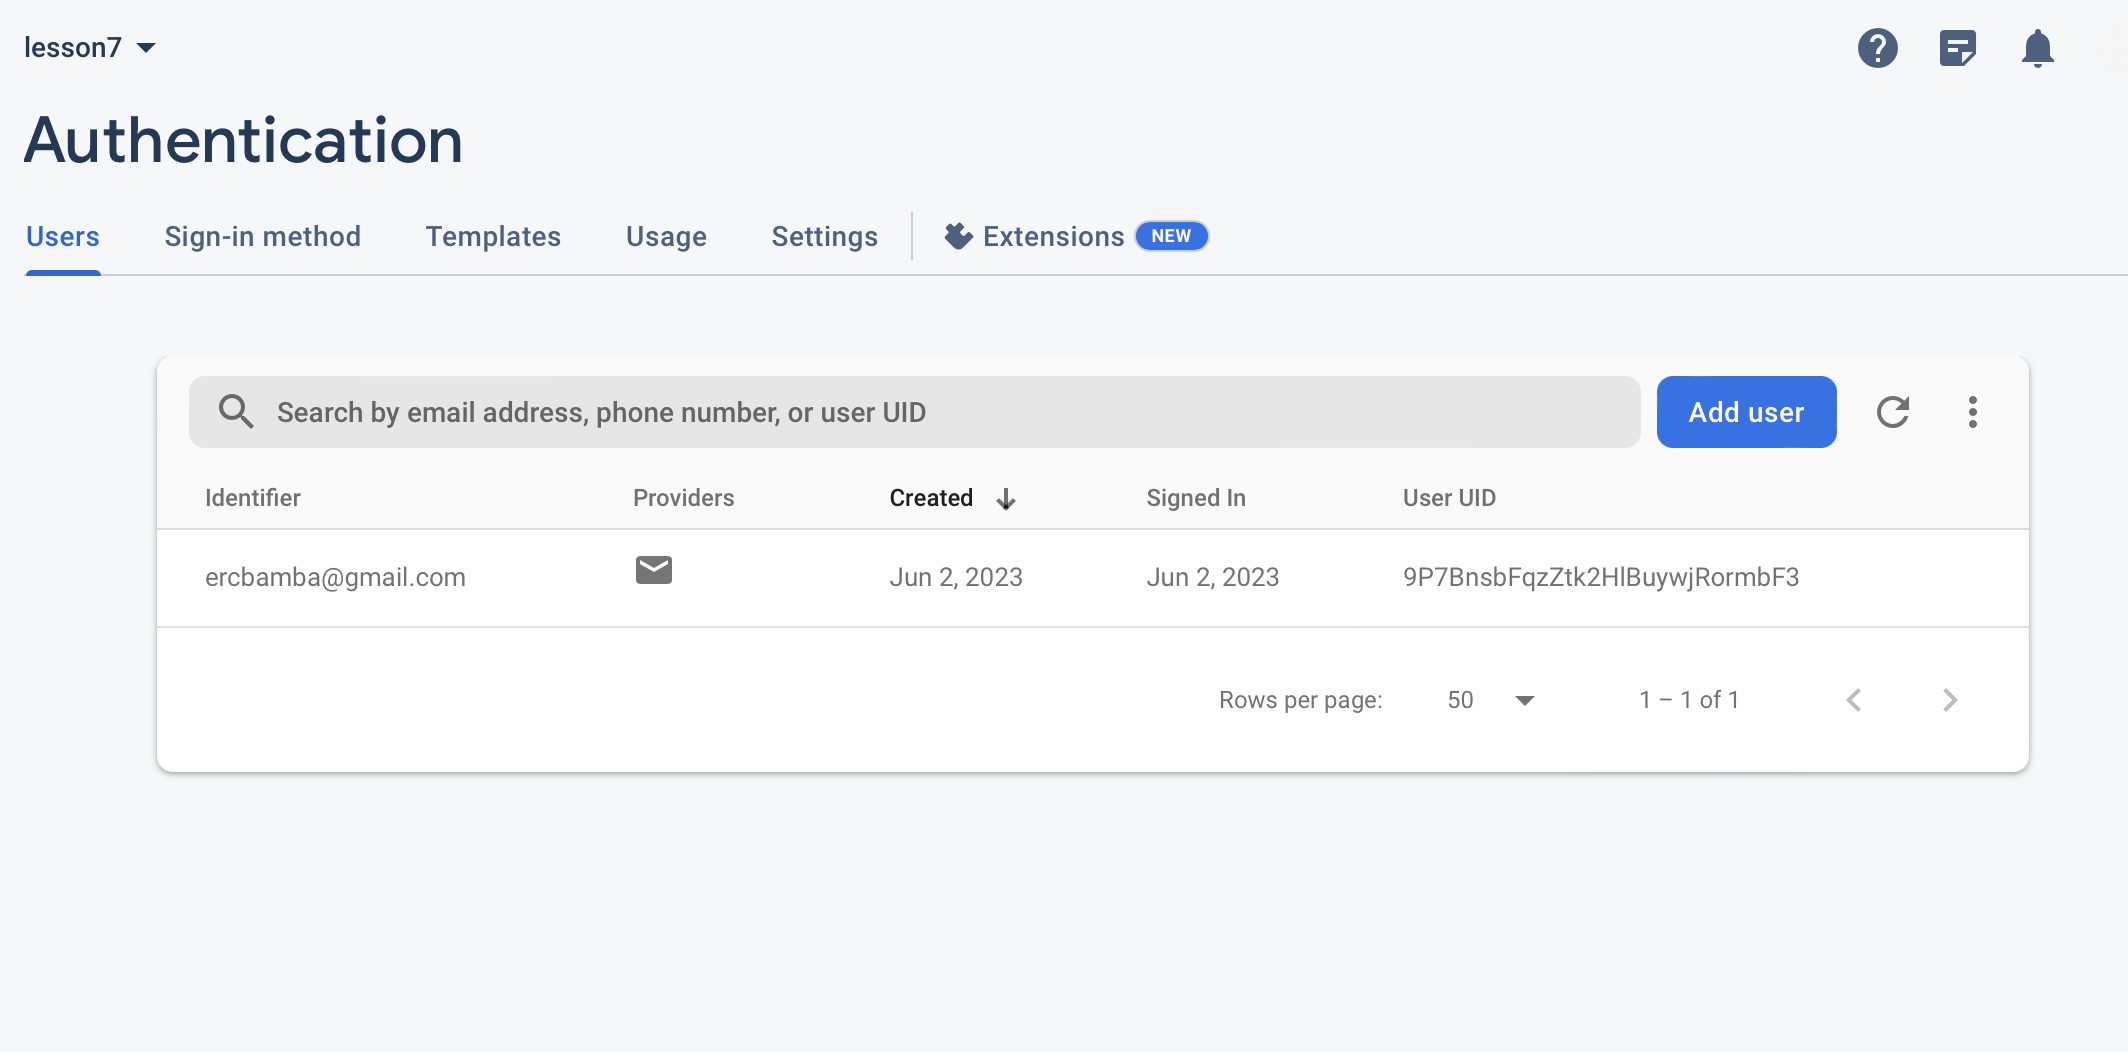 lesson7
Authentication
Users Sign-in method Templates Usage Settings Extensions NEW
Search by email address, phone number, or user UID Add user
Identifier Providers Created Signed In User UID
ercbamba@gmail.com Jun 2, 2023 Jun 2, 2023 9P7BnsbFqzZtk2HlBuywjRormbF3
Rows per page: 50 1 – 1 of 1